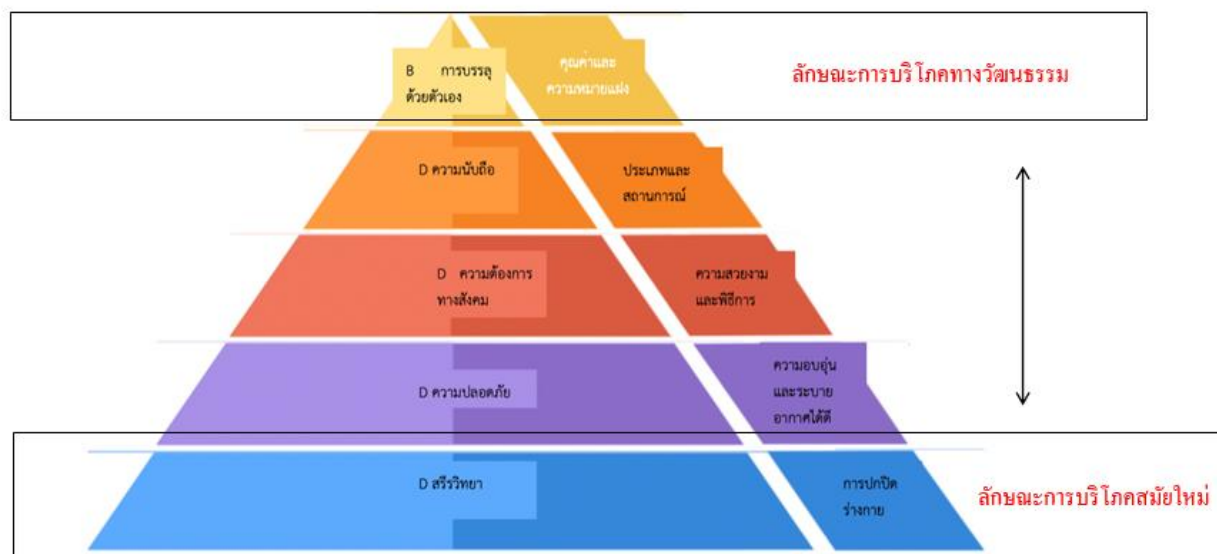 B การบรรลุ
ด้วยตัวเอง
คุณค่าและ
ความหมายแฝง
ลักษณะการบริโภคทางวัฒนธรรม
D ความนับถือ
ประเภทและ
สถานการณ์
D ความต้องการ
ทางสังคม
ความสวยงาม
และพิธีการ
D ความปลอดภัย
ความอบอุ่น
และระบาย
อากาศได้ดี
D สรีรวิทยา
การปกปิด
ร่างกาย
ลักษณะการบริโภคสมัยใหม่